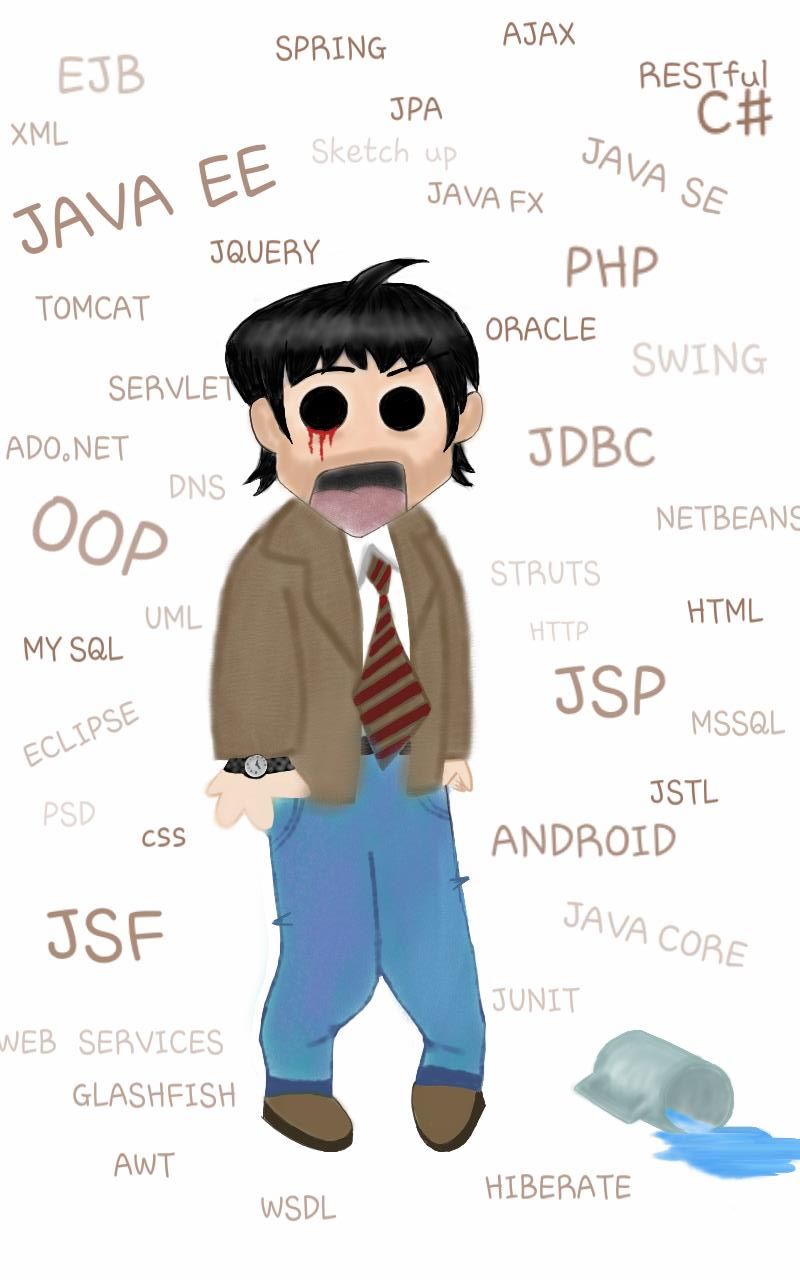 SPRING
AJAX
EJB
RESTful
C#
JPA
XML
Sketch up
JAVA SE
JAVA EE
JAVA FX
JQUERY
PHP
TOMCAT
ORACLE
SWING
SERVLET
ADO.NET
JDBC
DNS
OOP
NETBEANS
STRUTS
UML
HTTP
HTML
MY SQL
JSP
ECLIPSE
MSSQL
PSD
JSTL
CSS
ANDROID
JSF
JAVA CORE
JUNIT
WEB SERVICES
GLASHFISH
AWT
WSDL
HIBERATE